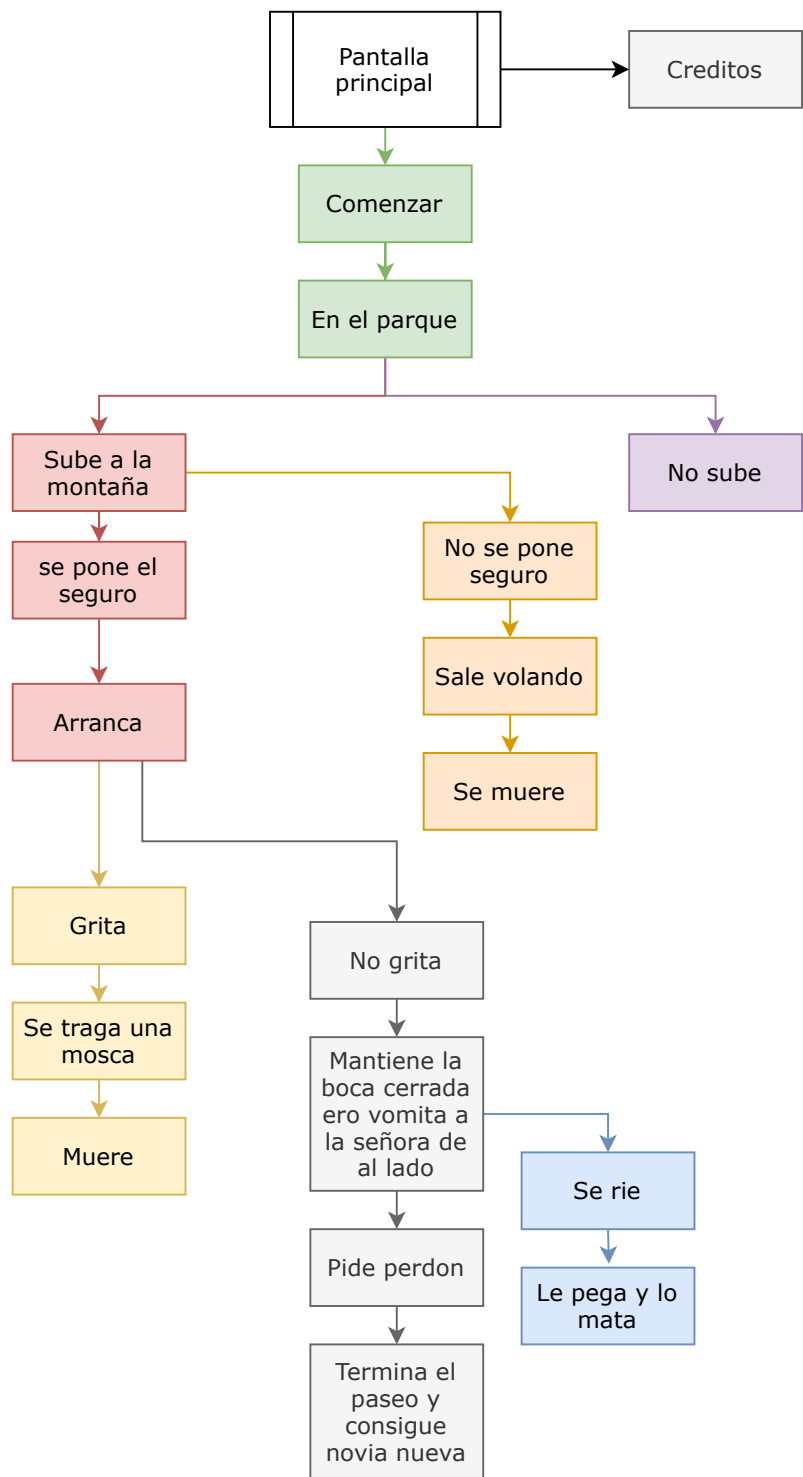 Pantalla
principal
Creditos
Comenzar
En el parque
Sube a la
montaña
No sube
se pone el
seguro
No se pone
seguro
Sale volando
Arranca
Se muere
Grita
No grita
Se traga una
mosca
Mantiene la
boca cerrada
ero vomita a
la señora de
al lado
Muere
Se rie
Pide perdon
Le pega y lo
mata
Termina el
paseo y
consigue
novia nueva